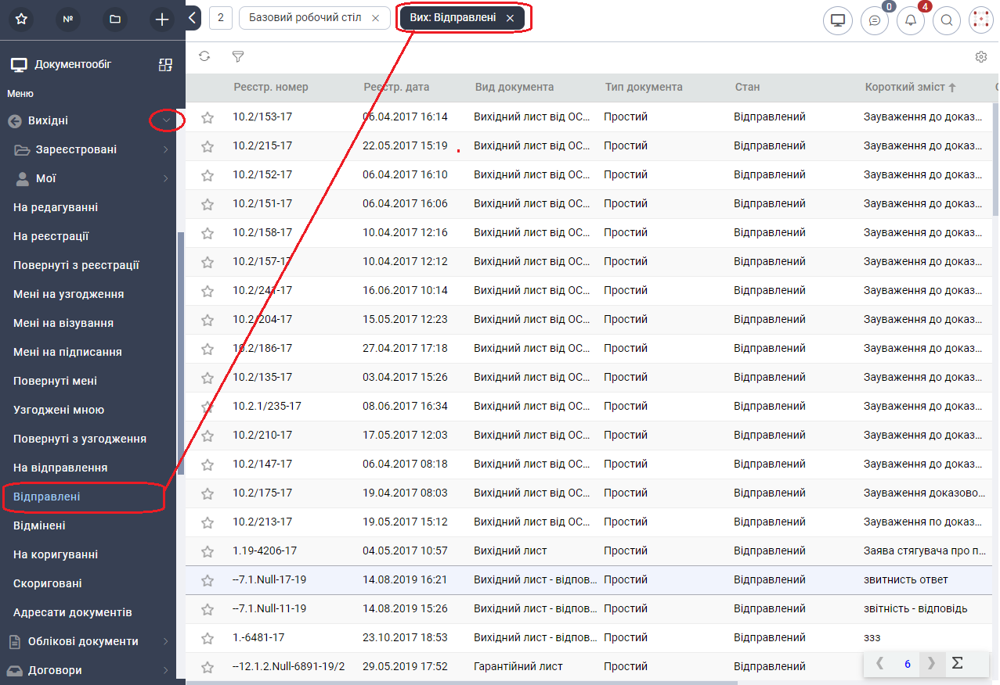 №
2
Базовий робочий стіл
Вих: Відправлені
0
4
Документообіг
Меню
Вихідні
Зареєстровані
Мої
На редагуванні
На реєстрації
Повернуті з реєстрації
Мені на узгодження
Мені на візування
Мені на підписання
Повернуті мені
Узгоджені мною
Повернуті з узгодження
На відправлення
Відправлені
Відмінені
На коригуванні
Скориговані
Адресати документів
Облікові документи
Договори
Реєстр. номер Реєстр. дата Вид документа Тип документа Стан Короткий зміст
10.2/153-17 06.04.2017 16:14 Вихідний лист від ОС... Простий Відправлений Зауваження до доказ...
10.2/215-17 22.05.2017 15:19 Вихідний лист від ОС... Простий Відправлений Зауваження до доказ...
10.2/152-17 06.04.2017 16:10 Вихідний лист від ОС... Простий Відправлений Зауваження до доказ...
10.2/151-17 06.04.2017 16:06 Вихідний лист від ОС... Простий Відправлений Зауваження до доказ...
10.2/158-17 10.04.2017 12:16 Вихідний лист від ОС... Простий Відправлений Зауваження до доказ...
10.2/157-17 10.04.2017 12:12 Вихідний лист від ОС... Простий Відправлений Зауваження до доказ...
10.2/241-17 16.06.2017 10:14 Вихідний лист від ОС... Простий Відправлений Зауваження до доказ...
10.2/204-17 15.05.2017 12:23 Вихідний лист від ОС... Простий Відправлений Зауваження до доказ...
10.2/186-17 27.04.2017 17:18 Вихідний лист від ОС... Простий Відправлений Зауваження до доказ...
10.2/135-17 03.04.2017 15:26 Вихідний лист від ОС... Простий Відправлений Зауваження до доказ...
10.2.1/235-17 08.06.2017 16:34 Вихідний лист від ОС... Простий Відправлений Зауваження до доказ...
10.2/210-17 17.05.2017 12:03 Вихідний лист від ОС... Простий Відправлений Зауваження до доказ...
10.2/147-17 06.04.2017 08:18 Вихідний лист від ОС... Простий Відправлений Зауваження до доказ...
10.2/175-17 19.04.2017 08:03 Вихідний лист від ОС... Простий Відправлений Зауваження доказово...
10.2/213-17 19.05.2017 15:12 Вихідний лист від ОС... Простий Відправлений Зауваження по доказ...
1.19-4206-17 04.05.2017 10:57 Вихідний лист Простий Відправлений Заява стягувача про п...
--7.1.Null-17-19 14.08.2019 16:21 Вихідний лист - відпов... Простий Відправлений звитнисть ответ
--7.1.Null-11-19 14.08.2019 15:26 Вихідний лист - відпов... Простий Відправлений звітність - відповідь
1.-6481-17 23.10.2017 18:53 Вихідний лист - відпов... Простий Відправлений ззз
--12.1.2.Null-6891-19/2 29.05.2019 17:52 Гарантійний лист Простий Відправлений
6 Σ